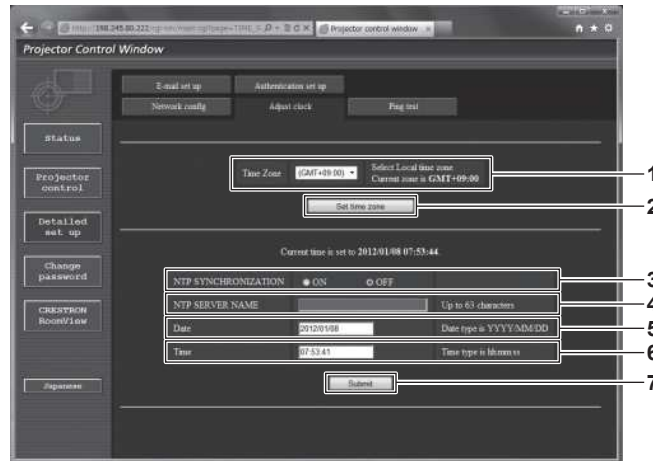 Projector control window
Projector Control Window
E-mail set up
Authentication set up
Network config
Adjust clock
Ping test
Status
Projector control
Detailed set up
Change password
CRESTRON RoomView
Japanese
Time Zone
(GMT+09:00)
Select Local time zone
Current zone is GMT+09:00
1
Set time zone
2
Current time is set to 2012/01/08 07:53:44.
NTP SYNCHRONIZATION
ON
OFF
3
NTP SERVER NAME
Up to 63 characters
4
Date
2012/01/08
Date type is YYYY/MM/DD
5
Time
07:53:41
Time type is hh:mm:ss
6
Submit
7